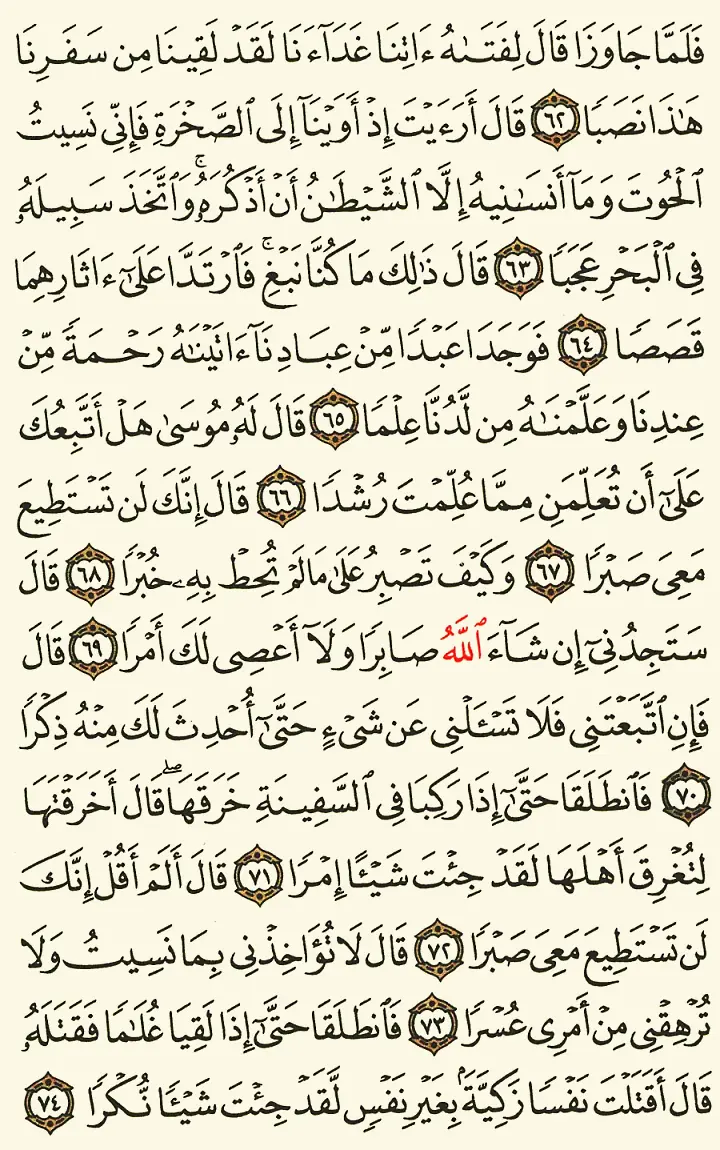 فَلَمَّا جَاوَزَا قَالَ لِفَتَىٰهُ ءَاتِنَا غَدَآءَنَا لَقَدْ لَقِينَا مِن سَفَرِنَا
هَٰذَا نَصَبًا ٦٢ قَالَ أَرَءَيْتَ إِذْ أَوَيْنَآ إِلَى ٱلصَّخْرَةِ فَإِنِّى نَسِيتُ
ٱلْحُوتَ وَمَآ أَنسَىٰنِيهُ إِلَّا ٱلشَّيْطَٰنُ أَنْ أَذْكُرَهُۥۚ وَٱتَّخَذَ سَبِيلَهُۥ
فِى ٱلْبَحْرِ عَجَبًا ٦٣ قَالَ ذَٰلِكَ مَا كُنَّا نَبْغِۚ فَٱرْتَدَّا عَلَىٰٓ ءَاثَارِهِمَا
قَصَصًا ٦٤ فَوَجَدَا عَبْدًا مِّنْ عِبَادِنَآ ءَاتَيْنَٰهُ رَحْمَةً مِّنْ
عِندِنَا وَعَلَّمْنَٰهُ مِن لَّدُنَّا عِلْمًا ٦٥ قَالَ لَهُۥ مُوسَىٰ هَلْ أَتَّبِعُكَ
عَلَىٰٓ أَن تُعَلِّمَنِ مِمَّا عُلِّمْتَ رُشْدًا ٦٦ قَالَ إِنَّكَ لَن تَسْتَطِيعَ
مَعِىَ صَبْرًا ٦٧ وَكَيْفَ تَصْبِرُ عَلَىٰ مَا لَمْ تُحِطْ بِهِۦ خُبْرًا ٦٨ قَالَ
سَتَجِدُنِىٓ إِن شَآءَ ٱللَّهُ صَابِرًا وَلَآ أَعْصِى لَكَ أَمْرًا ٦٩ قَالَ
فَإِنِ ٱتَّبَعْتَنِى فَلَا تَسْـَٔلْنِى عَن شَىْءٍ حَتَّىٰٓ أُحْدِثَ لَكَ مِنْهُ ذِكْرًا
٧٠ فَٱنطَلَقَا حَتَّىٰٓ إِذَا رَكِبَا فِى ٱلسَّفِينَةِ خَرَقَهَاۖ قَالَ أَخَرَقْتَهَا
لِتُغْرِقَ أَهْلَهَا لَقَدْ جِئْتَ شَيْـًٔا إِمْرًا ٧١ قَالَ أَلَمْ أَقُلْ إِنَّكَ
لَن تَسْتَطِيعَ مَعِىَ صَبْرًا ٧٢ قَالَ لَا تُؤَاخِذْنِى بِمَا نَسِيتُ وَلَا
تُرْهِقْنِى مِنْ أَمْرِى عُسْرًا ٧٣ فَٱنطَلَقَا حَتَّىٰٓ إِذَا لَقِيَا غُلَٰمًا فَقَتَلَهُۥ
قَالَ أَقَتَلْتَ نَفْسًا زَكِيَّةًۢ بِغَيْرِ نَفْسٍ لَّقَدْ جِئْتَ شَيْـًٔا نُّكْرًا ٧٤